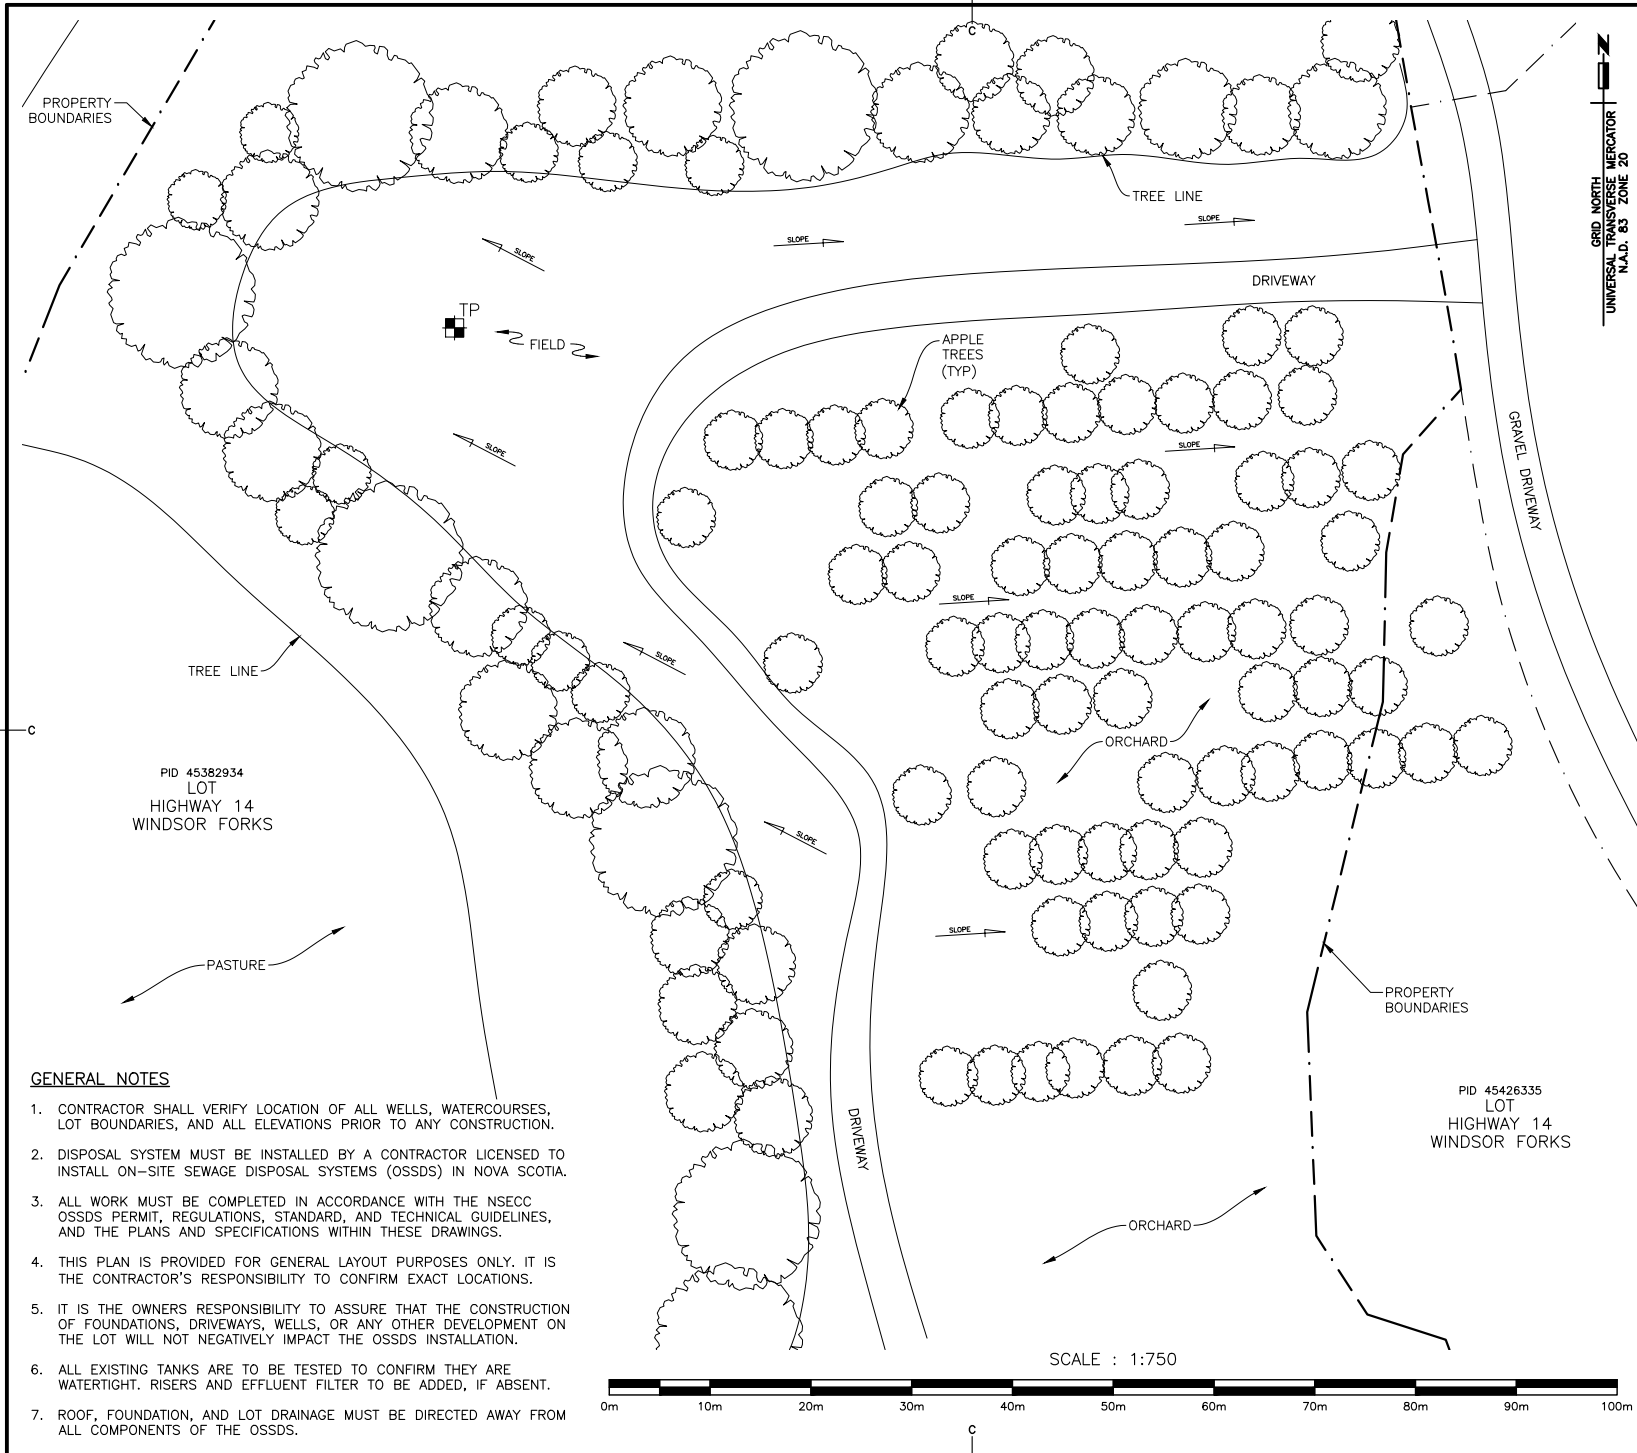 C
PROPERTY
BOUNDARIES
GRID NORTH
UNIVERSAL TRANSVERSE MERCATOR
N.A.D. 83 ZONE 20
TREE LINE
SLOPE
SLOPE
SLOPE
DRIVEWAY
TP
FIELD
APPLE
TREES
(TYP)
SLOPE
SLOPE
GRAVEL DRIVEWAY
SLOPE
SLOPE
TREE LINE
C
ORCHARD
PID 45382934
LOT
HIGHWAY 14
WINDSOR FORKS
SLOPE
SLOPE
PASTURE
PROPERTY
BOUNDARIES
DRIVEWAY
PID 45426335
LOT
HIGHWAY 14
WINDSOR FORKS
ORCHARD
GENERAL NOTES
1. CONTRACTOR SHALL VERIFY LOCATION OF ALL WELLS, WATERCOURSES,
LOT BOUNDARIES, AND ALL ELEVATIONS PRIOR TO ANY CONSTRUCTION.
2. DISPOSAL SYSTEM MUST BE INSTALLED BY A CONTRACTOR LICENSED TO
INSTALL ON-SITE SEWAGE DISPOSAL SYSTEMS (OSSDS) IN NOVA SCOTIA.
3. ALL WORK MUST BE COMPLETED IN ACCORDANCE WITH THE NSECC
OSSDS PERMIT, REGULATIONS, STANDARD, AND TECHNICAL GUIDELINES,
AND THE PLANS AND SPECIFICATIONS WITHIN THESE DRAWINGS.
4. THIS PLAN IS PROVIDED FOR GENERAL LAYOUT PURPOSES ONLY. IT IS
THE CONTRACTOR'S RESPONSIBILITY TO CONFIRM EXACT LOCATIONS.
5. IT IS THE OWNERS RESPONSIBILITY TO ASSURE THAT THE CONSTRUCTION
OF FOUNDATIONS, DRIVEWAYS, WELLS, OR ANY OTHER DEVELOPMENT ON
THE LOT WILL NOT NEGATIVELY IMPACT THE OSSDS INSTALLATION.
6. ALL EXISTING TANKS ARE TO BE TESTED TO CONFIRM THEY ARE
WATERTIGHT. RISERS AND EFFLUENT FILTER TO BE ADDED, IF ABSENT.
7. ROOF, FOUNDATION, AND LOT DRAINAGE MUST BE DIRECTED AWAY FROM
ALL COMPONENTS OF THE OSSDS.
SCALE : 1:750
0m 10m 20m 30m 40m 50m 60m 70m 80m 90m 100m
C